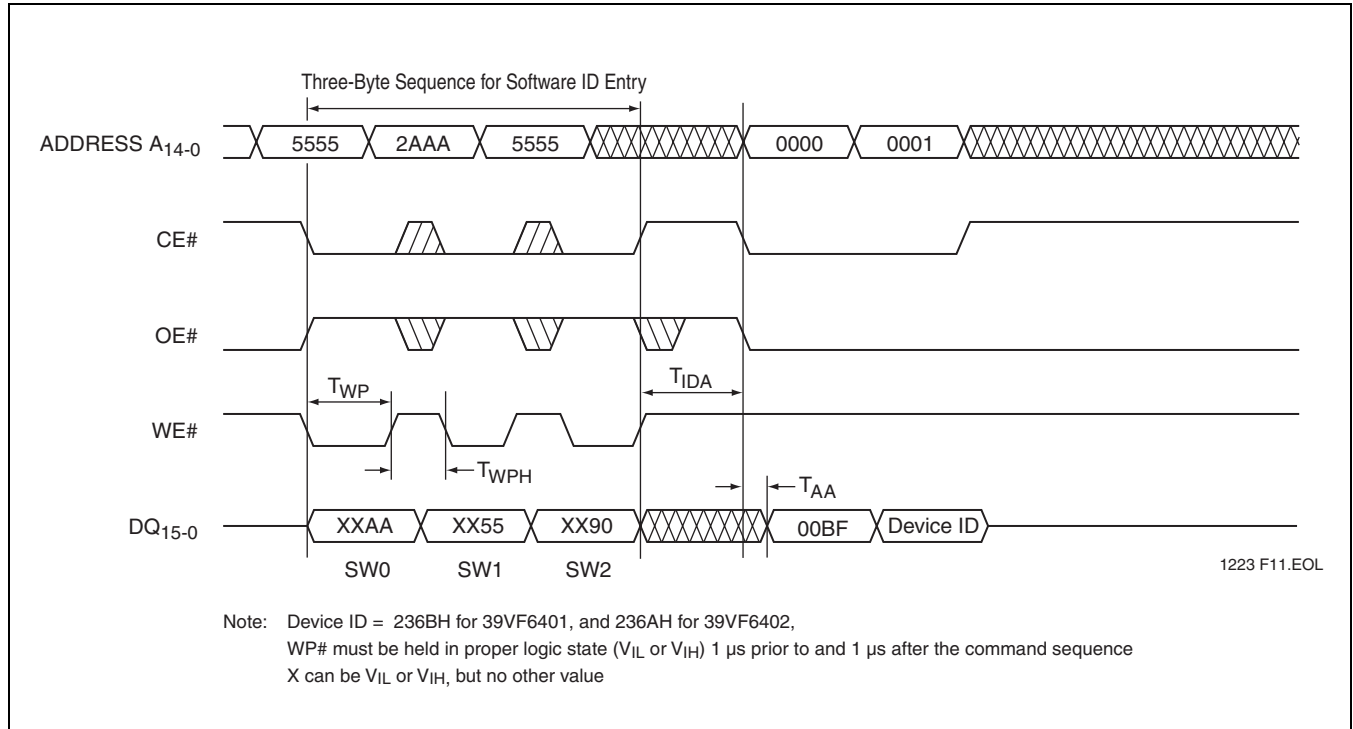 Three-Byte Sequence for Software ID Entry
ADDRESS A14-0 5555 2AAA 5555 0000 0001
CE#
OE#
TWP TIDA
WE#
TWPH TAA
DQ15-0 XXAA XX55 XX90 00BF Device ID
SW0 SW1 SW2
1223 F11.EOL
Note: Device ID = 236BH for 39VF6401, and 236AH for 39VF6402,
WP# must be held in proper logic state (VIL or VIH) 1 µs prior to and 1 µs after the command sequence
X can be VIL or VIH, but no other value